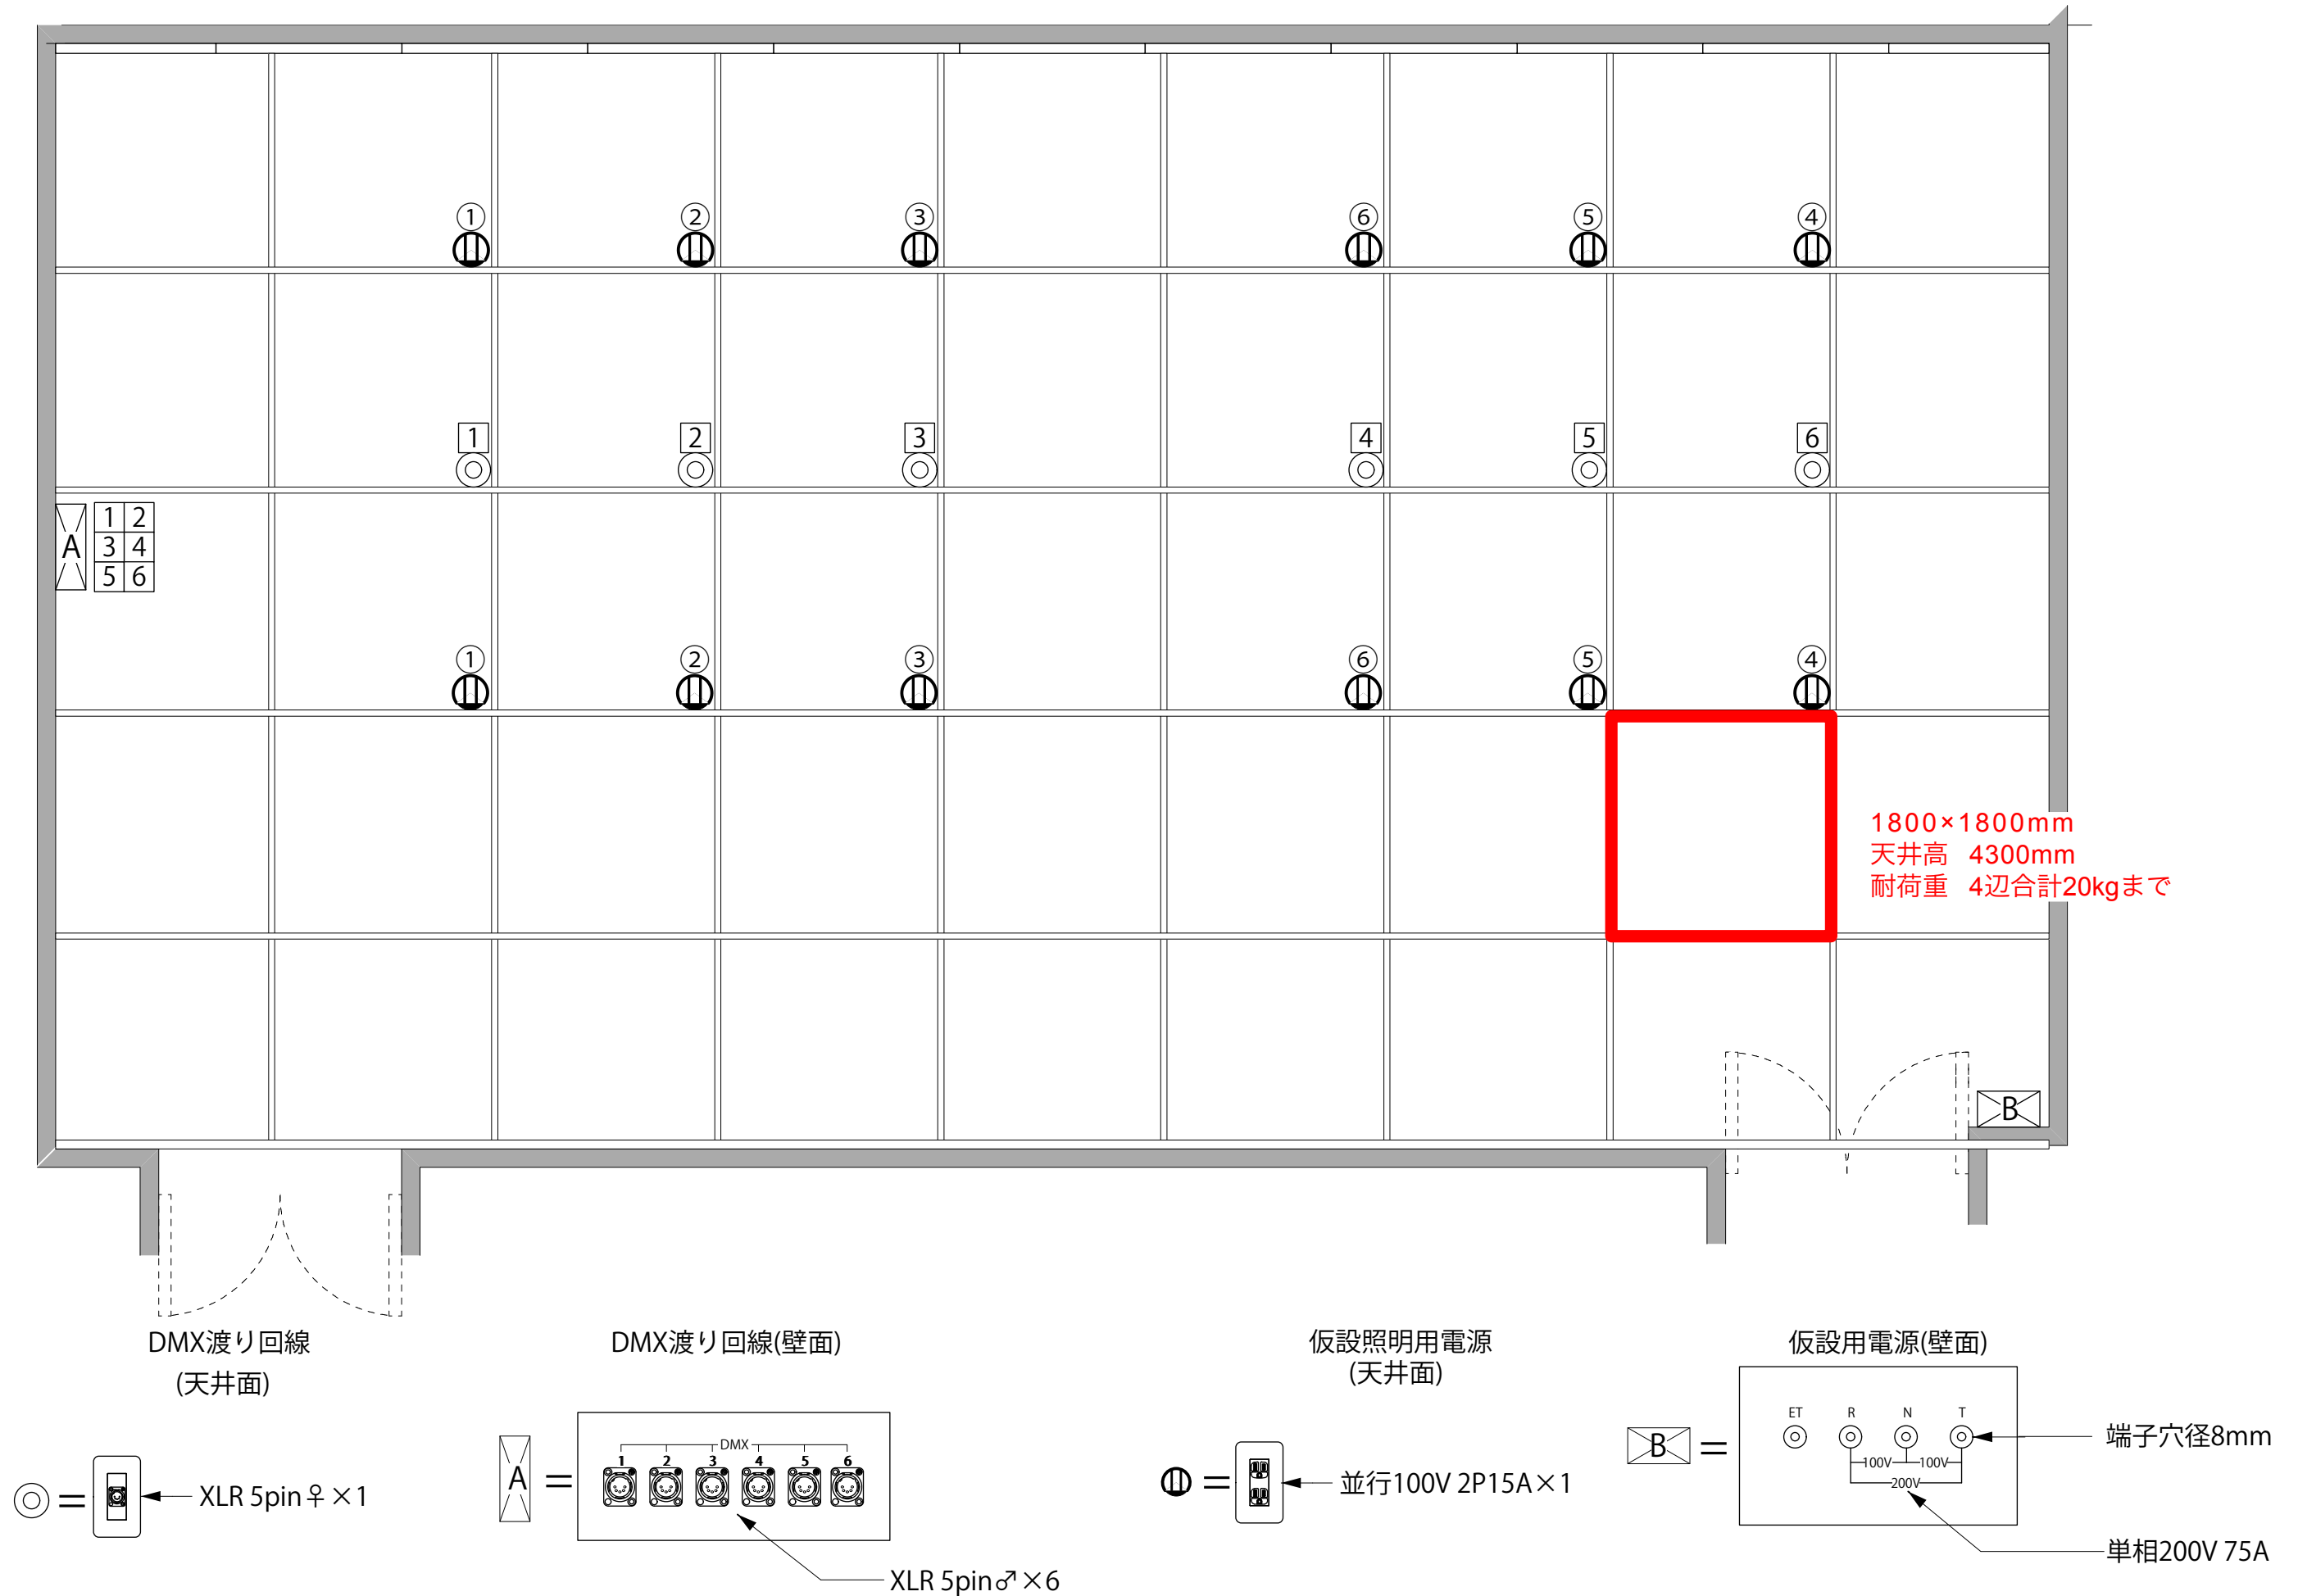 ① ② ③ ⑥ ⑤ ④
1 2 3 4 5 6
A
1 2
3 4
5 6
① ② ③ ⑥ ⑤ ④
1800×1800mm
天井高 4300mm
耐荷重 4辺合計20kgまで
B
DMX渡り回線
(天井面)
= XLR 5pin♀×1
DMX渡り回線(壁面)
A =
DMX
1 2 3 4 5 6
XLR 5pin♂×6
仮設照明用電源
(天井面)
= 並行100V 2P15A×1
仮設用電源(壁面)
B =
ET R N T
100V 100V
200V
端子穴径8mm
単相200V 75A